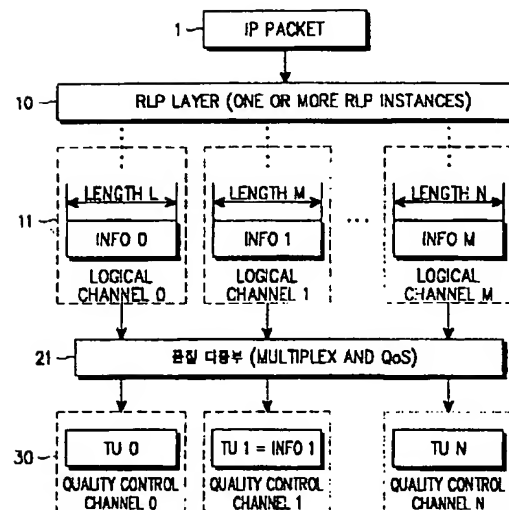 1
IP PACKET
10
RLP LAYER (ONE OR MORE RLP INSTANCES)
LENGTH L
LENGTH M
LENGTH N
11
INFO 0
INFO 1
...
INFO M
LOGICAL CHANNEL 0
LOGICAL CHANNEL 1
LOGICAL CHANNEL M
21
품질 다중부 (MULTIPLEX AND QoS)
30
TU 0
TU 1 = INFO 1
TU N
QUALITY CONTROL CHANNEL 0
QUALITY CONTROL CHANNEL 1
QUALITY CONTROL CHANNEL N